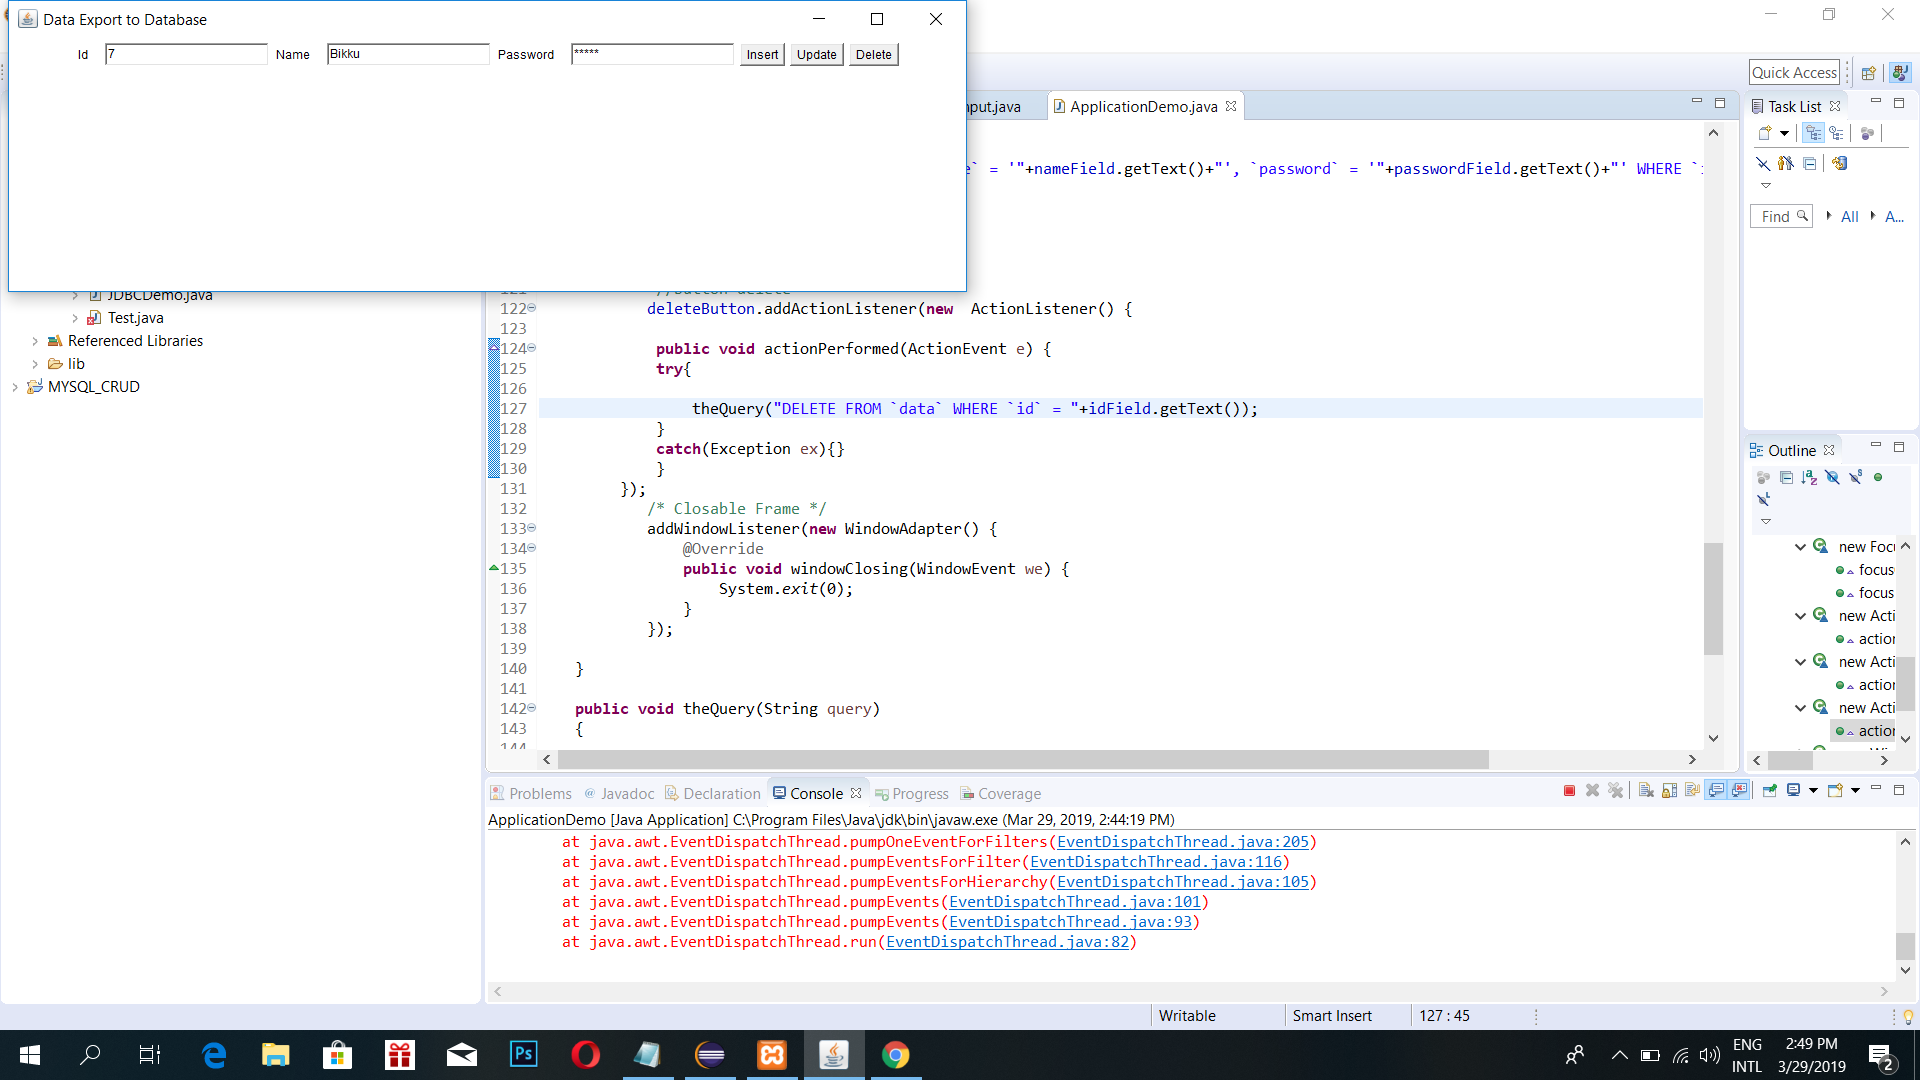 Data Export to Database
Id 7 Name Bikku Password ***** Insert Update Delete
Quick Access
nput.java ApplicationDemo.java
Task List
e` = '"+nameField.getText()+"', `password` = '"+passwordField.getText()+"' WHERE `i
Find All A...
JDBCDemo.java
Test.java
Referenced Libraries
lib
MYSQL_CRUD
121 //button delete
122 deleteButton.addActionListener(new  ActionListener() {
123
124 public void actionPerformed(ActionEvent e) {
125 try{
126
127 theQuery("DELETE FROM `data` WHERE `id` = "+idField.getText());
128 }
129 catch(Exception ex){}
130 }
131 });
132 /* Closable Frame */
133 addWindowListener(new WindowAdapter() {
134 @Override
135 public void windowClosing(WindowEvent we) {
136 System.exit(0);
137 }
138 });
139
140 }
141
142 public void theQuery(String query)
143 {
144
Outline
new Focu
focus
focus
new Acti
action
new Acti
action
new Acti
action
Problems Javadoc Declaration Console Progress Coverage
ApplicationDemo [Java Application] C:\Program Files\Java\jdk\bin\javaw.exe (Mar 29, 2019, 2:44:19 PM)
at java.awt.EventDispatchThread.pumpOneEventForFilters(EventDispatchThread.java:205)
at java.awt.EventDispatchThread.pumpEventsForFilter(EventDispatchThread.java:116)
at java.awt.EventDispatchThread.pumpEventsForHierarchy(EventDispatchThread.java:105)
at java.awt.EventDispatchThread.pumpEvents(EventDispatchThread.java:101)
at java.awt.EventDispatchThread.pumpEvents(EventDispatchThread.java:93)
at java.awt.EventDispatchThread.run(EventDispatchThread.java:82)
Writable Smart Insert 127 : 45
Ps
ENG
INTL
2:49 PM
3/29/2019
2